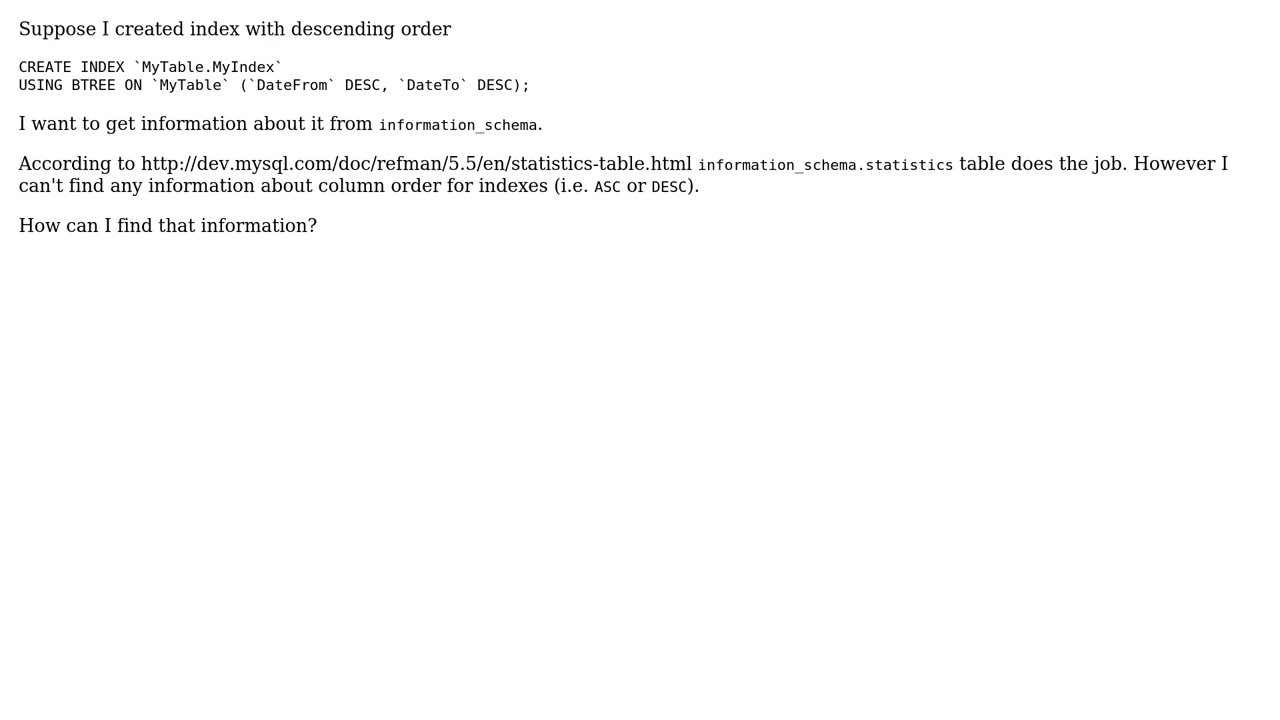 Suppose I created index with descending order
CREATE INDEX `MyTable.MyIndex`
USING BTREE ON `MyTable` (`DateFrom` DESC, `DateTo` DESC);
I want to get information about it from information_schema.
According to http://dev.mysql.com/doc/refman/5.5/en/statistics-table.html information_schema.statistics table does the job. However I
can't find any information about column order for indexes (i.e. ASC or DESC).
How can I find that information?